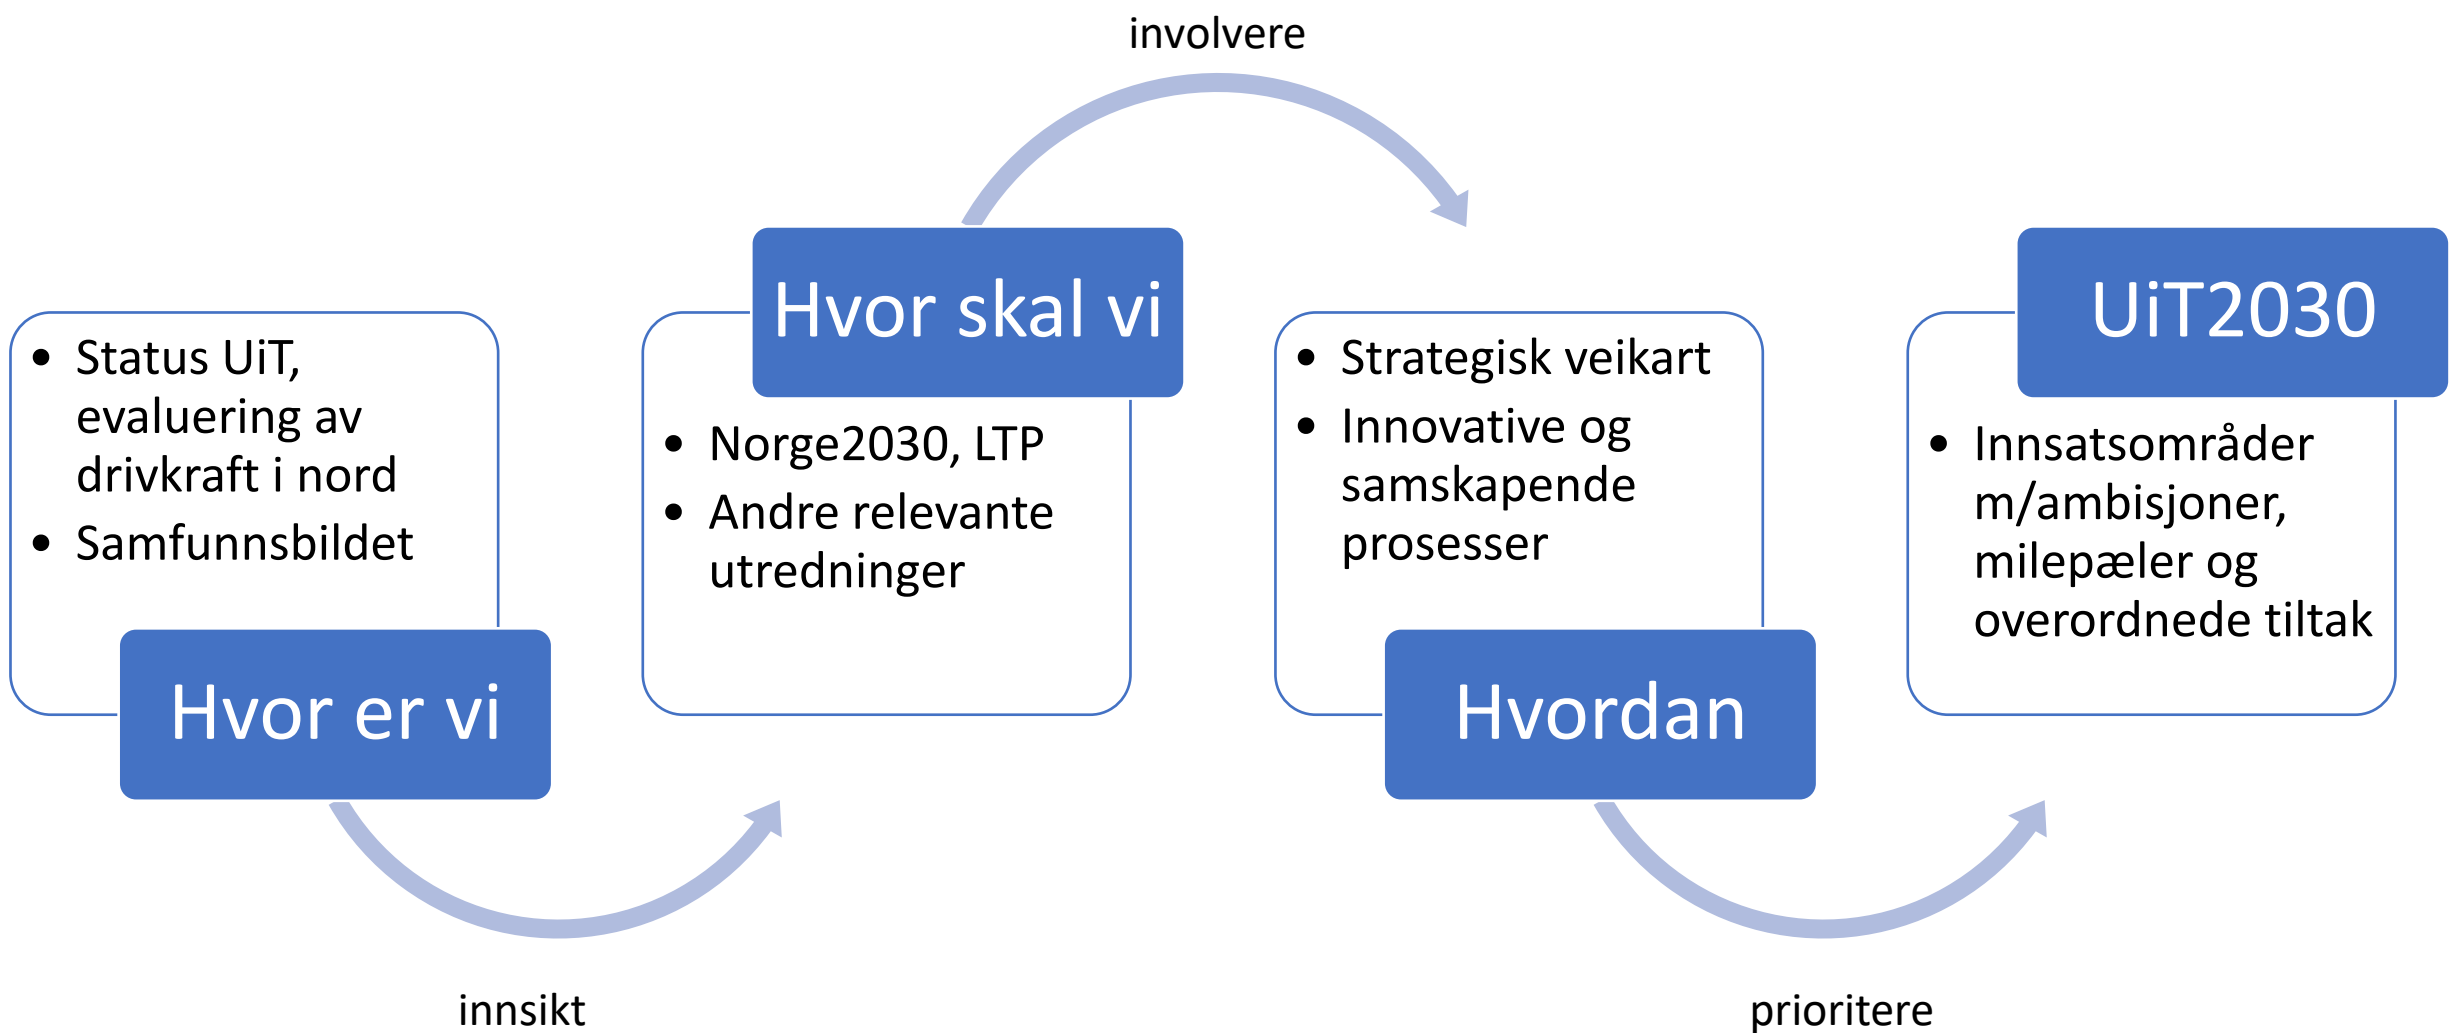 involvere
• Status UiT,
evaluering av
drivkraft i nord
• Samfunnsbildet
Hvor er vi
innsikt
Hvor skal vi
• Norge2030, LTP
• Andre relevante
utredninger
• Strategisk veikart
• Innovative og
samskapende
prosesser
Hvordan
prioritere
UiT2030
• Innsatsområder
m/ambisjoner,
milepæler og
overordnede tiltak